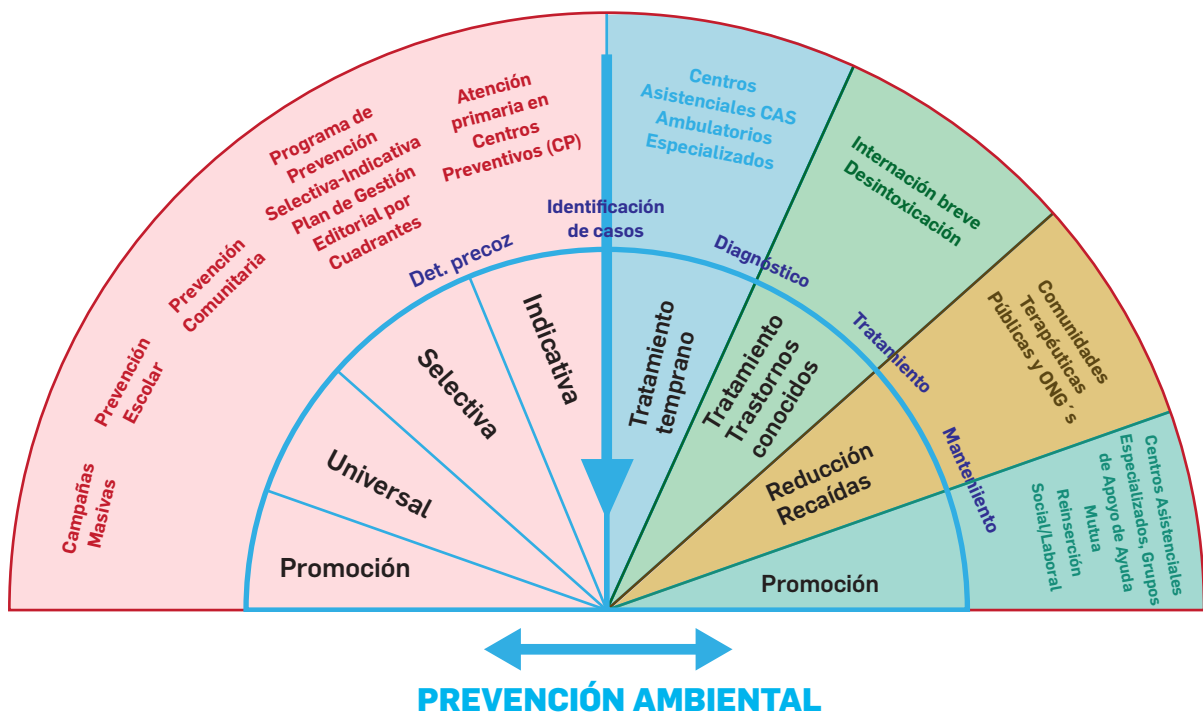 Campañas
Masivas
Prevención
Escolar
Prevención
Comunitaria
Programa de
Prevención
Selectiva-Indicativa
Plan de Gestión
Editorial por
Cuadrantes
Atención
primaria en
Centros
Preventivos (CP)
Centros
Asistenciales CAS
Ambulatorios
Especializados
Internación breve
Desintoxicación
Comunidades
Terapéuticas
Públicas y ONG´s
Centros Asistenciales
Especializados, Grupos
de Apoyo de Ayuda
Mutua
Reinserción
Social/Laboral
Det. precoz
Identificación
de casos
Diagnóstico
Tratamiento
Manteniiento
Promoción
Universal
Selectiva
Indicativa
Tratamiento
temprano
Tratamiento
Trastornos
conocidos
Reducción
Recaídas
Promoción
PREVENCIÓN AMBIENTAL